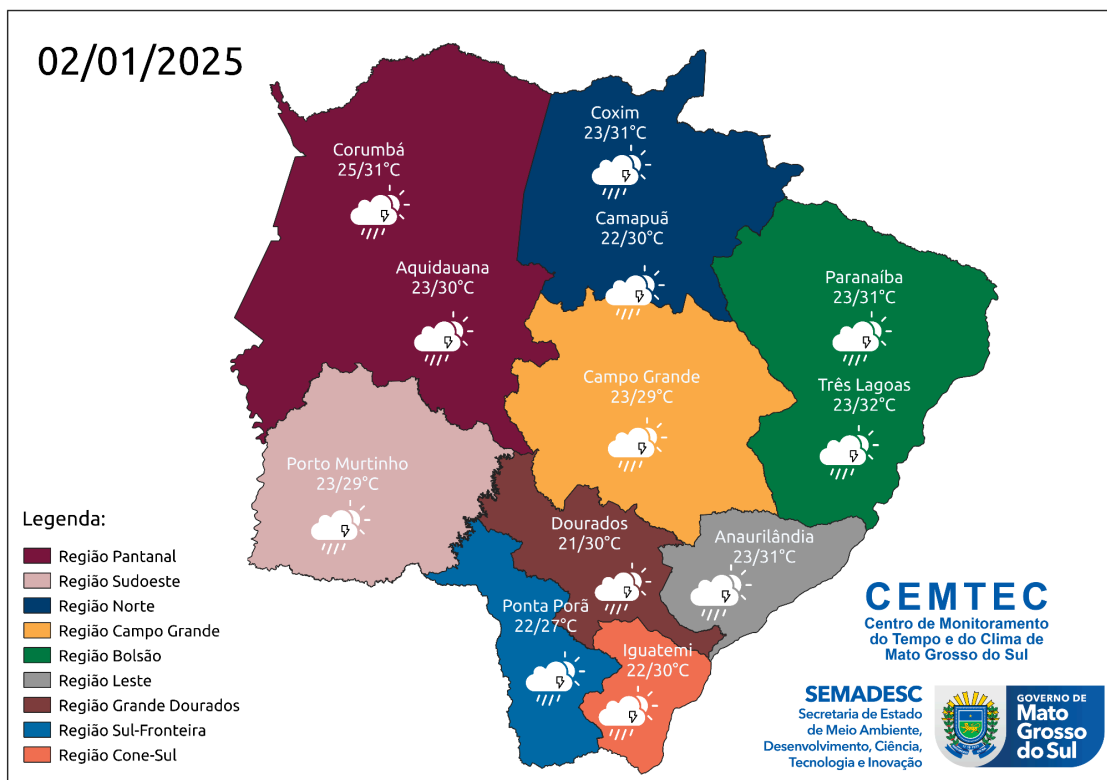 02/01/2025
Coxim
23/31°C
Corumbá
25/31°C
Camapuã
22/30°C
Aquidauana
23/30°C
Paranaíba
23/31°C
Campo Grande
23/29°C
Três Lagoas
23/32°C
Porto Murtinho
23/29°C
Dourados
21/30°C
Anaurilândia
23/31°C
Ponta Porã
22/27°C
Iguatemi
22/30°C
Legenda:
Região Pantanal
Região Sudoeste
Região Norte
Região Campo Grande
Região Bolsão
Região Leste
Região Grande Dourados
Região Sul-Fronteira
Região Cone-Sul
CEMTEC
Centro de Monitoramento
do Tempo e do Clima de
Mato Grosso do Sul
SEMADESC
Secretaria de Estado
de Meio Ambiente,
Desenvolvimento, Ciência,
Tecnologia e Inovação
GOVERNO DE
Mato
Grosso
do Sul